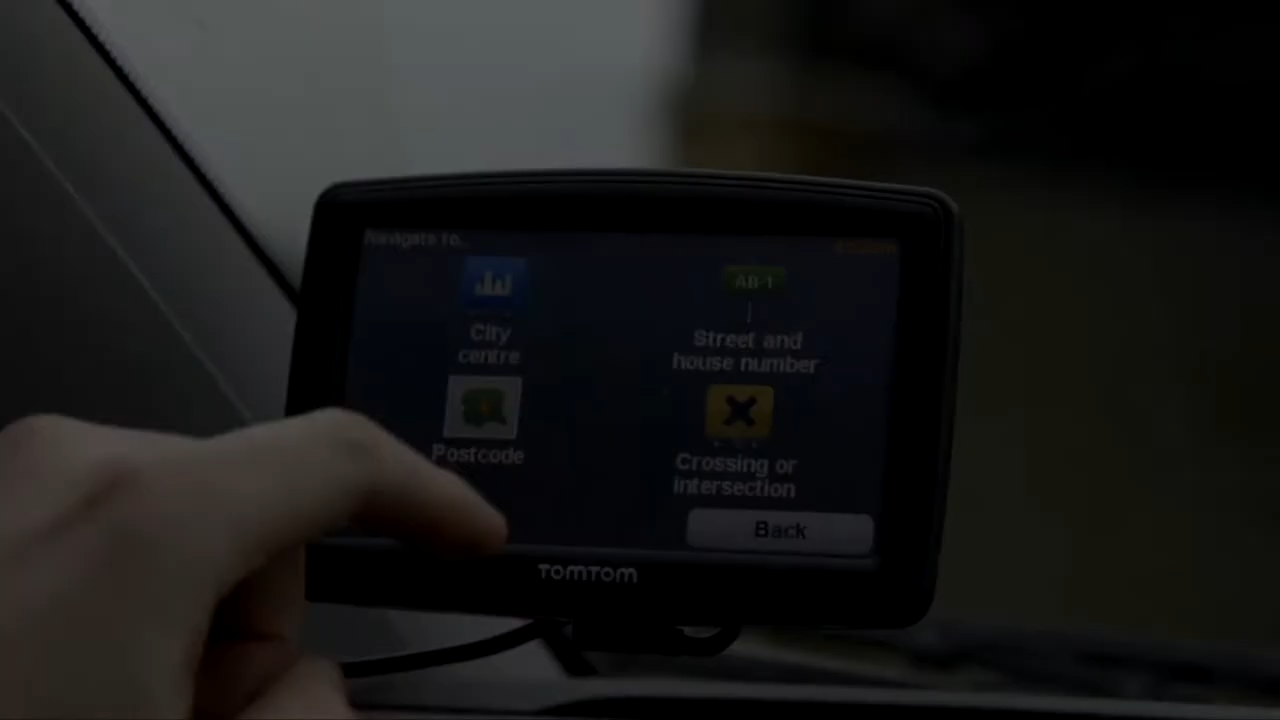 Navigate to...
City
centre
AB-1
Street and
house number
Postcode
Crossing or
intersection
Back
TOMTOM